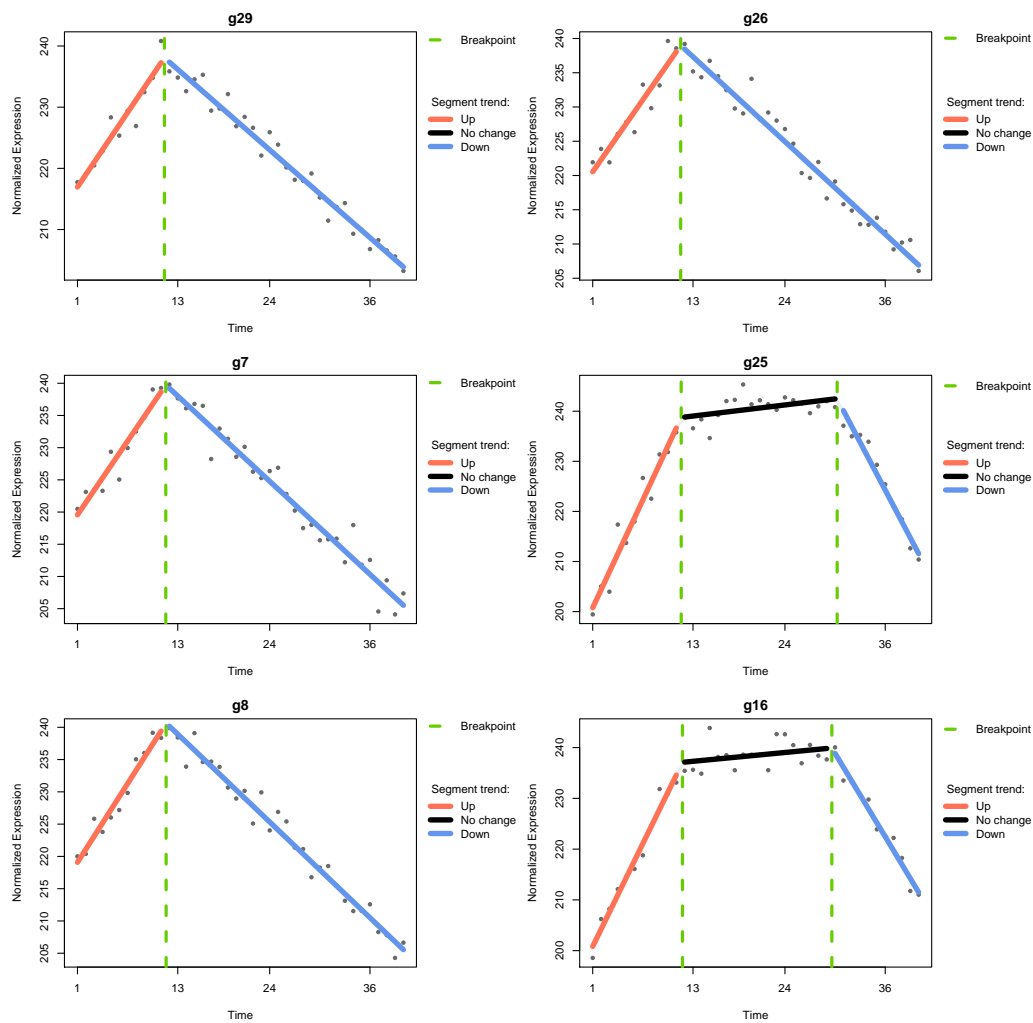 g29
Breakpoint
Segment trend:
Up
No change
Down
Normalized Expression
240
230
220
210
1 13 24 36
Time
g26
Breakpoint
Segment trend:
Up
No change
Down
Normalized Expression
240
235
230
225
220
215
210
205
1 13 24 36
Time
g7
Breakpoint
Segment trend:
Up
No change
Down
Normalized Expression
240
235
230
225
220
215
210
205
1 13 24 36
Time
g25
Breakpoint
Segment trend:
Up
No change
Down
Normalized Expression
240
230
220
210
200
1 13 24 36
Time
g8
Breakpoint
Segment trend:
Up
No change
Down
Normalized Expression
240
235
230
225
220
215
210
205
1 13 24 36
Time
g16
Breakpoint
Segment trend:
Up
No change
Down
Normalized Expression
240
230
220
210
200
1 13 24 36
Time